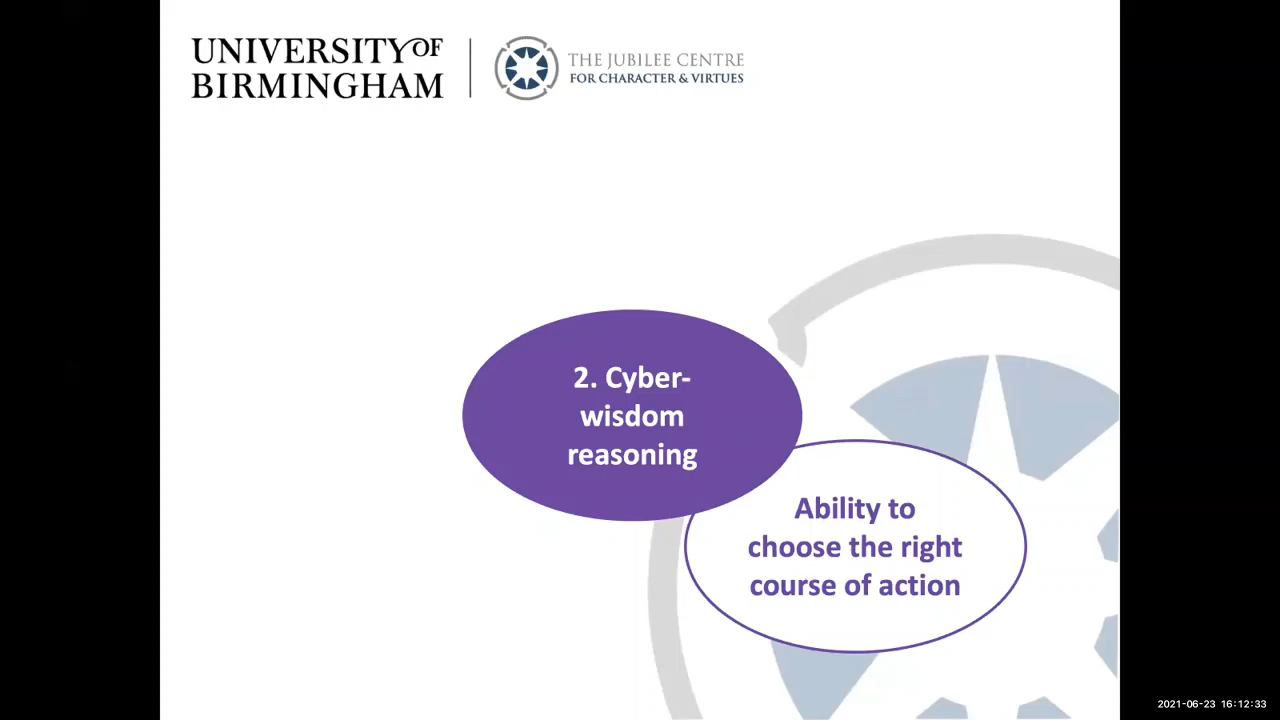 UNIVERSITY OF
BIRMINGHAM
THE JUBILEE CENTRE
FOR CHARACTER & VIRTUES
2. Cyber-
wisdom
reasoning
Ability to
choose the right
course of action
2021-06-23 16:12:33